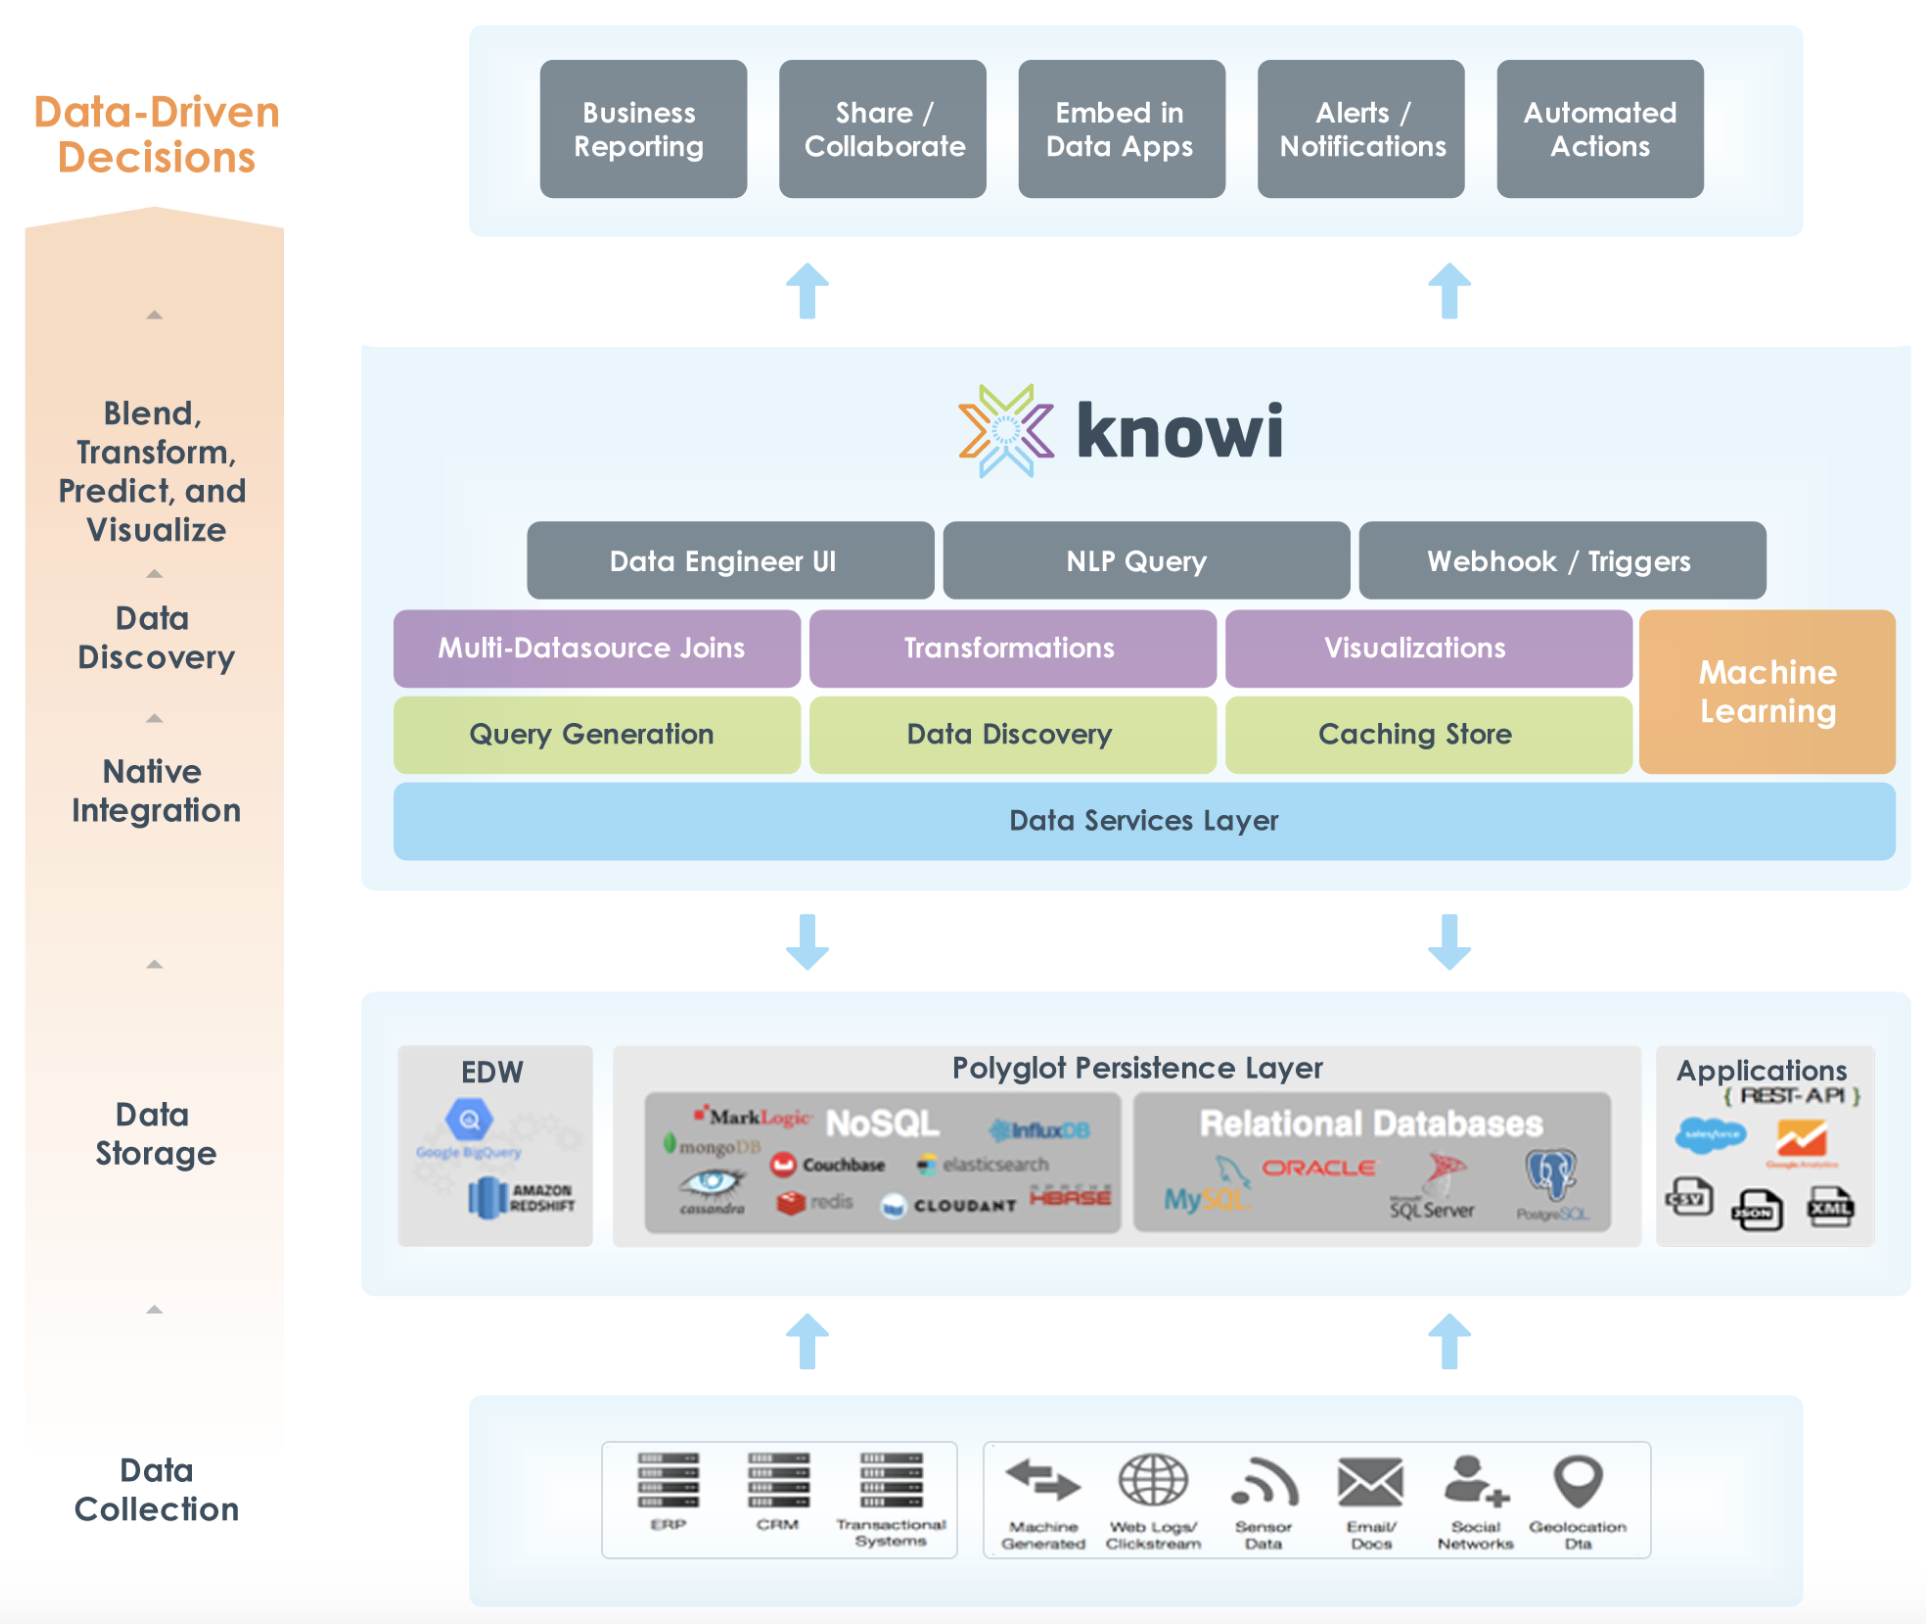 Data-Driven
Decisions
Blend,
Transform,
Predict, and
Visualize
Data
Discovery
Native
Integration
Data
Storage
Data
Collection
Business
Reporting
Share /
Collaborate
Embed in
Data Apps
Alerts /
Notifications
Automated
Actions
knowi
Data Engineer UI
NLP Query
Webhook / Triggers
Multi-Datasource Joins
Transformations
Visualizations
Machine
Learning
Query Generation
Data Discovery
Caching Store
Data Services Layer
EDW
Google BigQuery
AMAZON
REDSHIFT
Polyglot Persistence Layer
MarkLogic
NoSQL
InfluxDB
mongoDB
Couchbase
elasticsearch
cassandra
redis
CLOUDANT
APACHE
HBASE
Relational Databases
MySQL
ORACLE
Microsoft
SQL Server
PostgreSQL
Applications
{ REST-API }
salesforce
Google Analytics
CSV
JSON
XML
ERP
CRM
Transactional
Systems
Machine
Generated
Web Logs/
Clickstream
Sensor
Data
Email/
Docs
Social
Networks
Geolocation
Dta